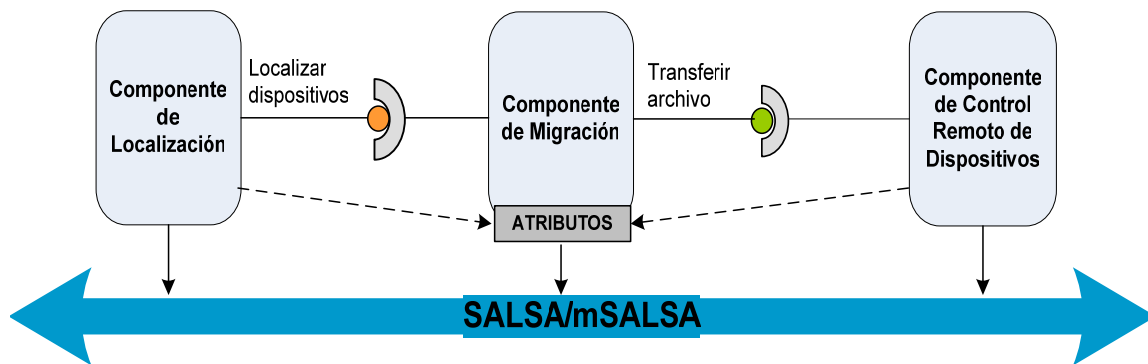 Componente
de
Localización
Localizar
dispositivos
Componente
de Migración
ATRIBUTOS
Transferir
archivo
Componente
de Control
Remoto de
Dispositivos
SALSA/mSALSA